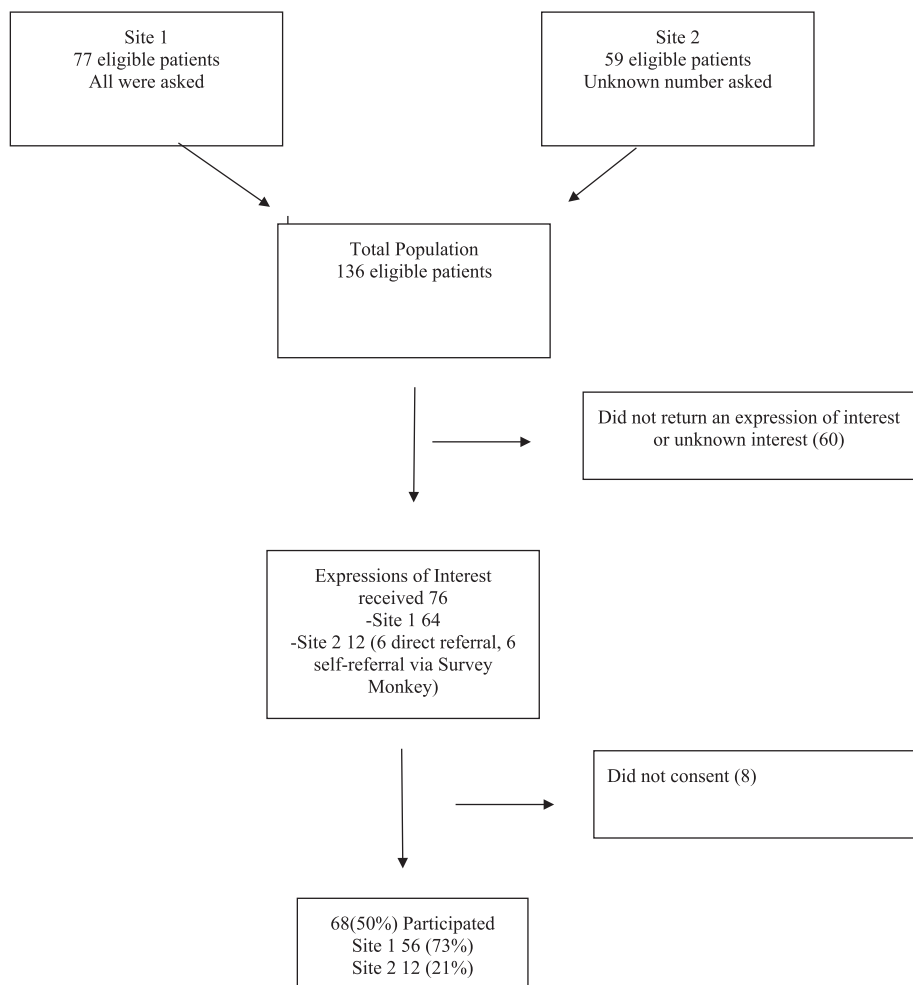 Site 1
77 eligible patients
All were asked
Site 2
59 eligible patients
Unknown number asked
Total Population
136 eligible patients
Did not return an expression of interest
or unknown interest (60)
Expressions of Interest
received 76
-Site 1 64
-Site 2 12 (6 direct referral, 6
self-referral via Survey
Monkey)
Did not consent (8)
68(50%) Participated
Site 1 56 (73%)
Site 2 12 (21%)